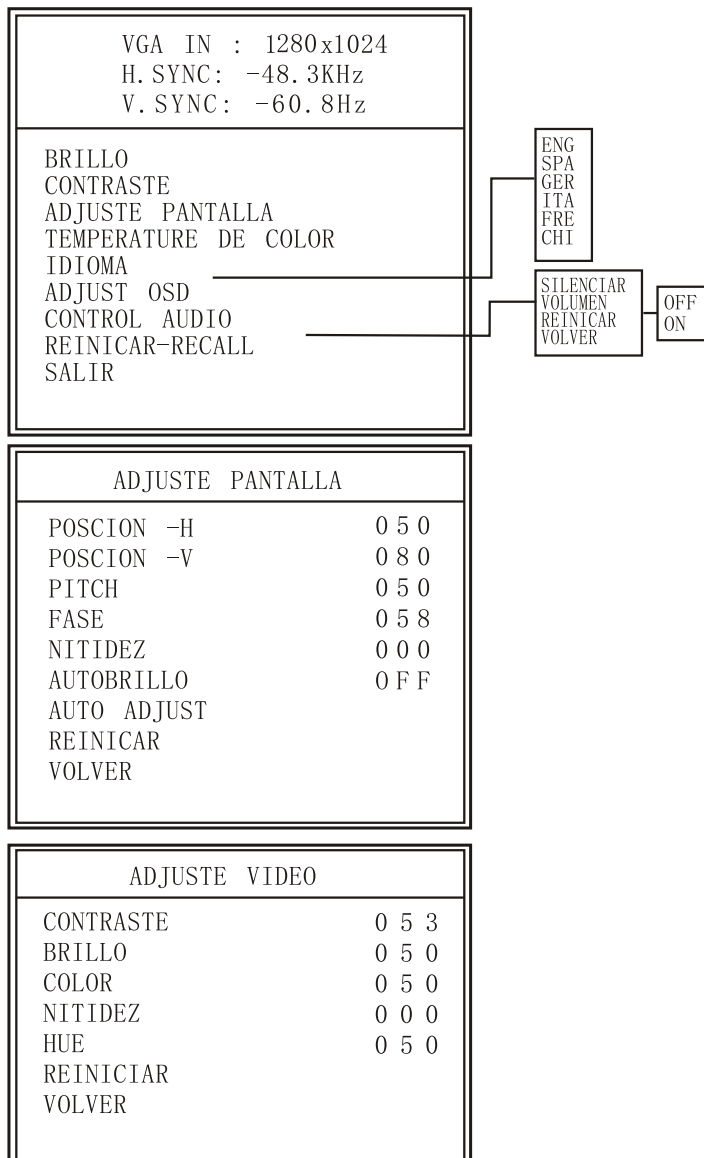 VGA IN : 1280x1024
H.SYNC: -48.3KHz
V.SYNC: -60.8Hz
BRILLO
CONTRASTE
ADJUSTE PANTALLA
TEMPERATURE DE COLOR
IDIOMA
ADJUST OSD
CONTROL AUDIO
REINICAR-RECALL
SALIR
ENG
SPA
GER
ITA
FRE
CHI
SILENCIAR
VOLUMEN
REINICAR
VOLVER
OFF
ON
ADJUSTE PANTALLA
POSCION -H 050
POSCION -V 080
PITCH 050
FASE 058
NITIDEZ 000
AUTOBRILLO OFF
AUTO ADJUST
REINICAR
VOLVER
ADJUSTE VIDEO
CONTRASTE 053
BRILLO 050
COLOR 050
NITIDEZ 000
HUE 050
REINICIAR
VOLVER